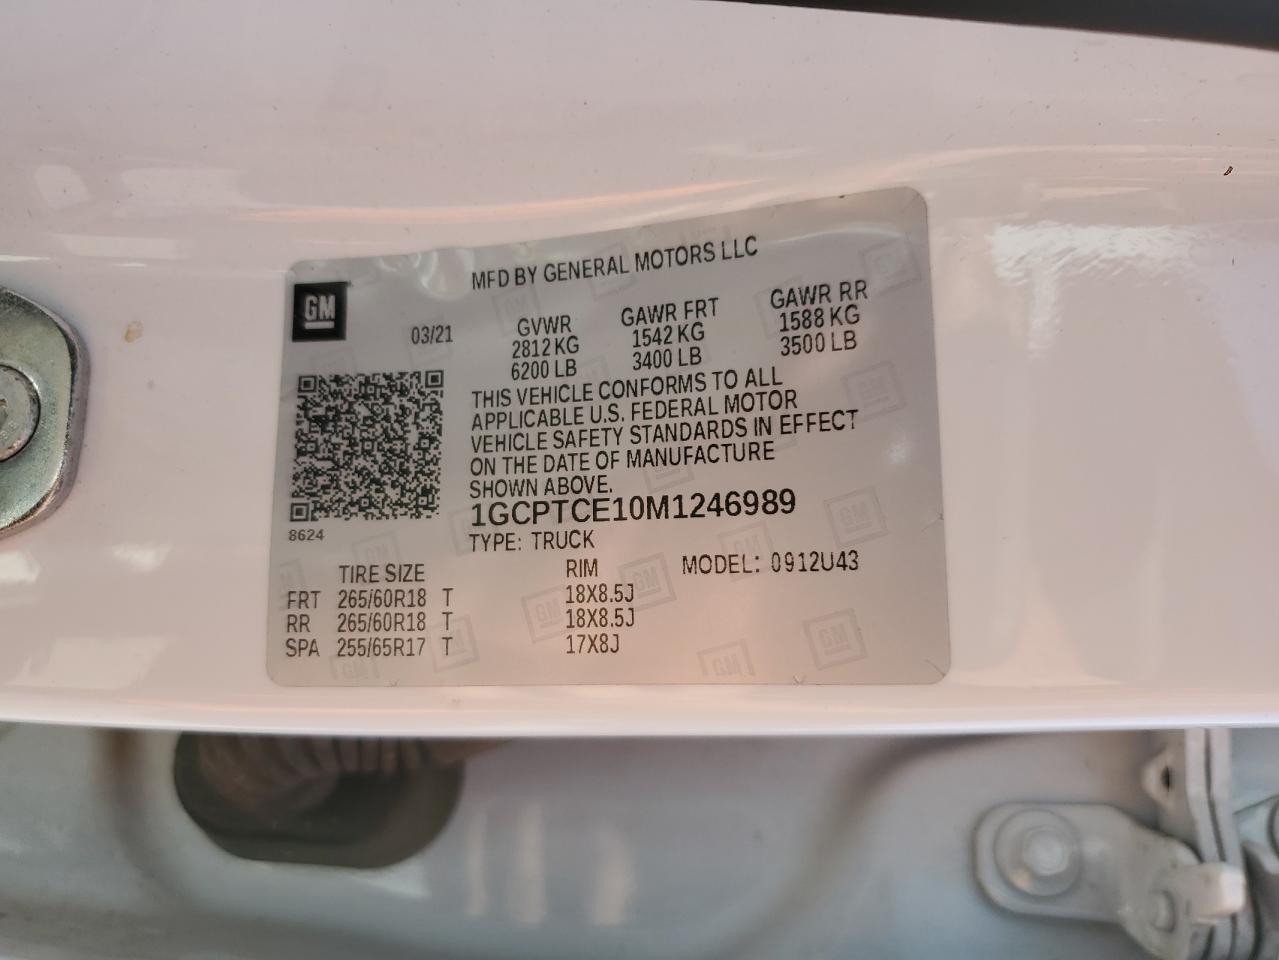 MFD BY GENERAL MOTORS LLC
GM
03/21
GVWR GAWR FRT GAWR RR
2812 KG 1542 KG 1588 KG
6200 LB 3400 LB 3500 LB
THIS VEHICLE CONFORMS TO ALL
APPLICABLE U.S. FEDERAL MOTOR
VEHICLE SAFETY STANDARDS IN EFFECT
ON THE DATE OF MANUFACTURE
SHOWN ABOVE.
1GCPTCE10M1246989
8624
TYPE: TRUCK
TIRE SIZE RIM MODEL: 0912U43
FRT 265/60R18 T 18X8.5J
RR 265/60R18 T 18X8.5J
SPA 255/65R17 T 17X8J